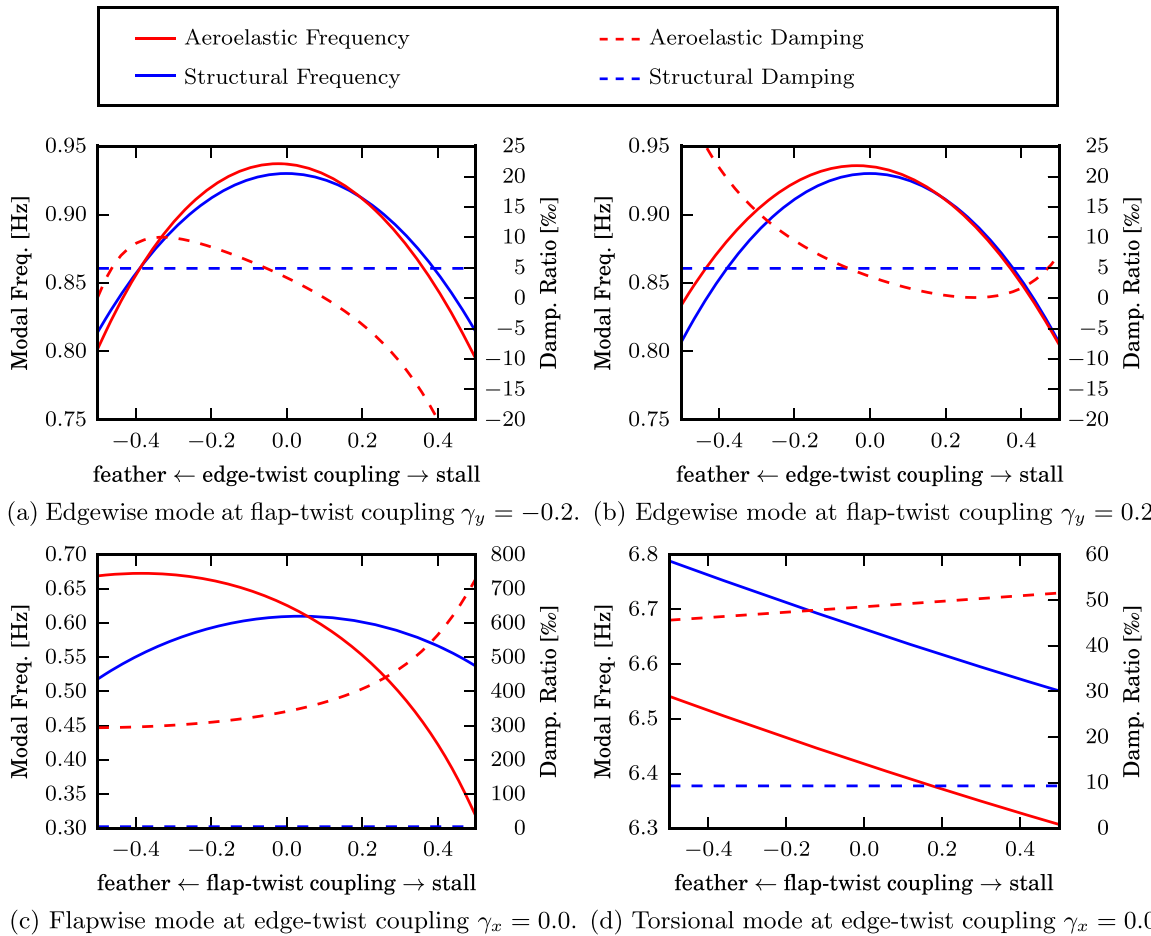 Aeroelastic Frequency
Aeroelastic Damping
Structural Frequency
Structural Damping
0.95
0.90
0.85
0.80
0.75
Modal Freq. [Hz]
25
20
15
10
5
0
−5
−10
−15
−20
Damp. Ratio [‰]
−0.4 −0.2 0.0 0.2 0.4
feather ← edge-twist coupling → stall
(a) Edgewise mode at flap-twist coupling γy = −0.2.
0.95
0.90
0.85
0.80
0.75
Modal Freq. [Hz]
25
20
15
10
5
0
−5
−10
−15
−20
Damp. Ratio [‰]
−0.4 −0.2 0.0 0.2 0.4
feather ← edge-twist coupling → stall
(b) Edgewise mode at flap-twist coupling γy = 0.2
0.70
0.65
0.60
0.55
0.50
0.45
0.40
0.35
0.30
Modal Freq. [Hz]
800
700
600
500
400
300
200
100
0
Damp. Ratio [‰]
−0.4 −0.2 0.0 0.2 0.4
feather ← flap-twist coupling → stall
(c) Flapwise mode at edge-twist coupling γx = 0.0.
6.8
6.7
6.6
6.5
6.4
6.3
Modal Freq. [Hz]
60
50
40
30
20
10
0
Damp. Ratio [‰]
−0.4 −0.2 0.0 0.2 0.4
feather ← flap-twist coupling → stall
(d) Torsional mode at edge-twist coupling γx = 0.0